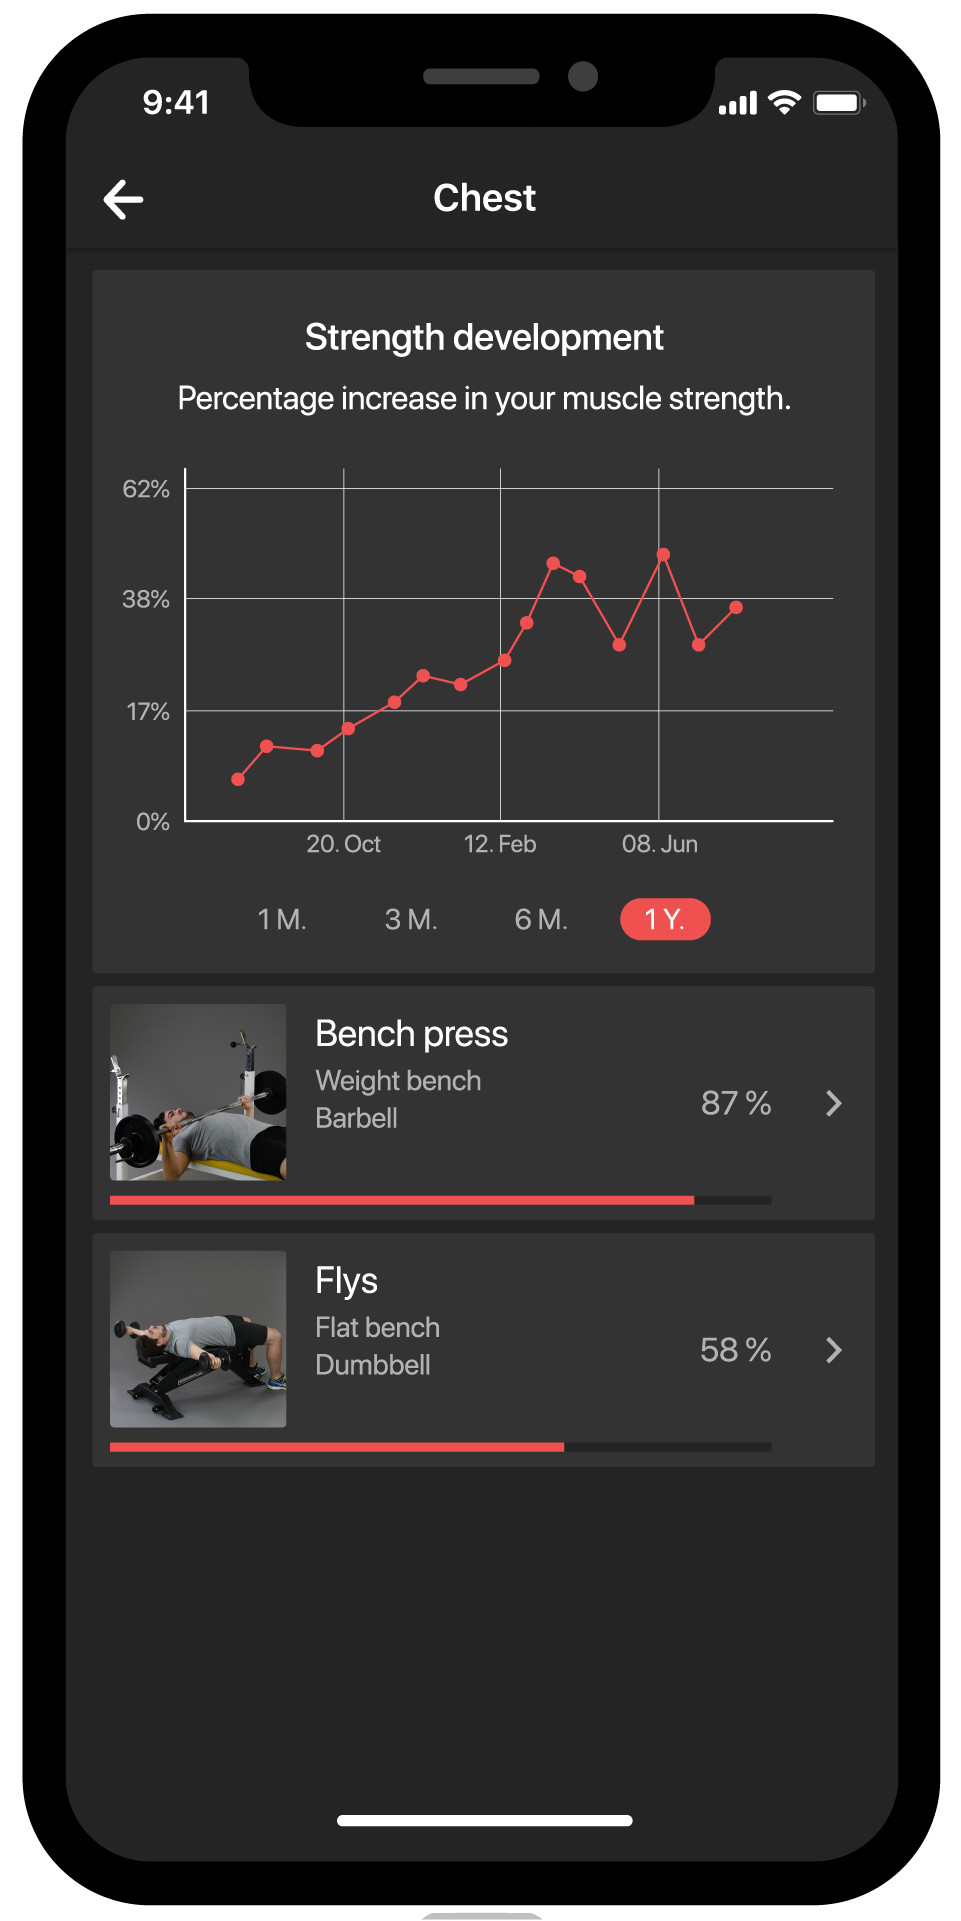 9:41
Chest
Strength development
Percentage increase in your muscle strength.
62%
38%
17%
0%
20. Oct 12. Feb 08. Jun
1 M. 3 M. 6 M. 1 Y.
Bench press
Weight bench
Barbell
87 %
Flys
Flat bench
Dumbbell
58 %